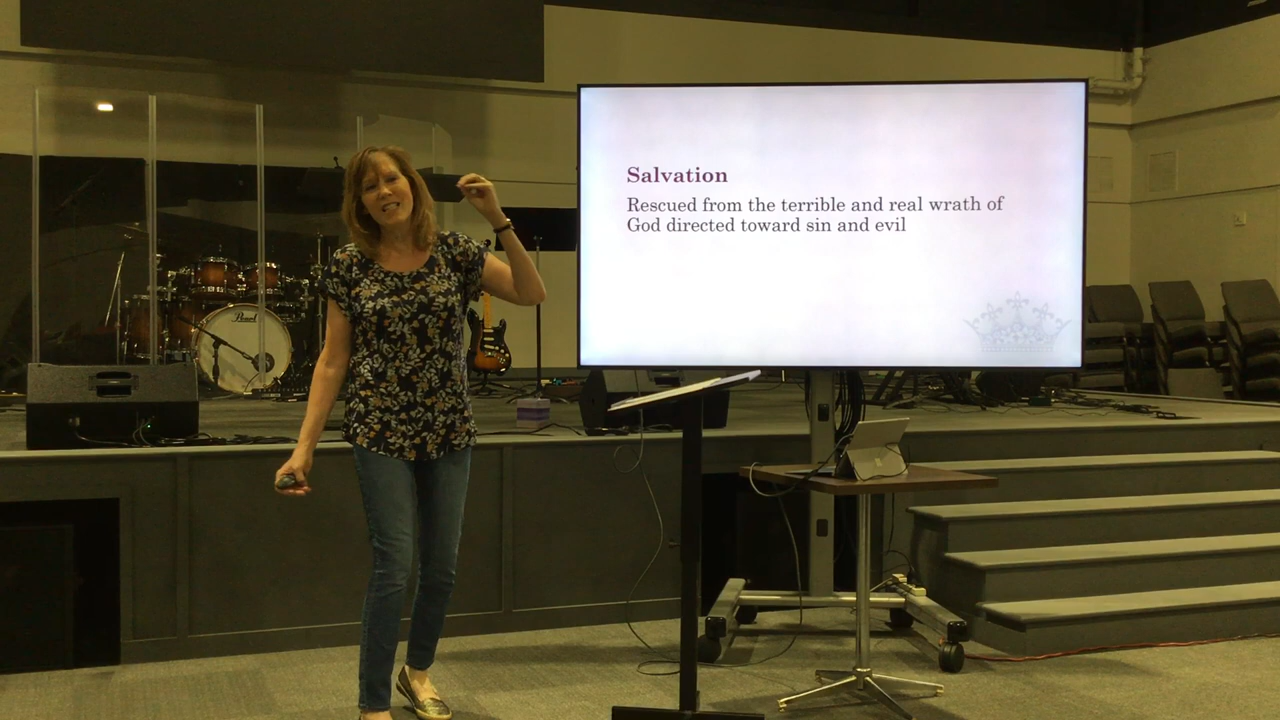 Salvation
Rescued from the terrible and real wrath of
God directed toward sin and evil
Pearl